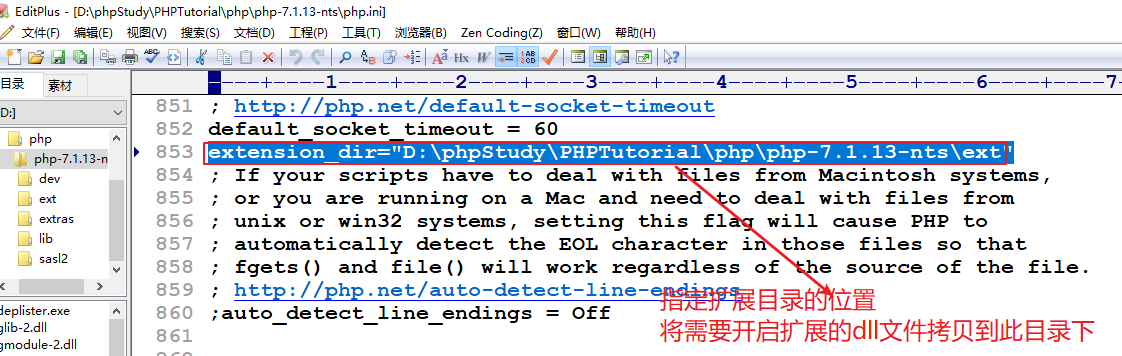 EditPlus - [D:\phpStudy\PHPTutorial\php\php-7.1.13-nts\php.ini]
文件(F) 编辑(E) 视图(V) 搜索(S) 文档(D) 工程(P) 工具(T) 浏览器(B) Zen Coding(Z) 窗口(W) 帮助(H)
目录 素材
D:]
php
php-7.1.13-n
dev
ext
extras
lib
sasl2
deplister.exe
glib-2.dll
gmodule-2.dll
----+----1----+----2----+----3----+----4----+----5----+----6----+----7
851 ; http://php.net/default-socket-timeout
852 default_socket_timeout = 60
853 extension_dir="D:\phpStudy\PHPTutorial\php\php-7.1.13-nts\ext"
854 ; If your scripts have to deal with files from Macintosh systems,
855 ; or you are running on a Mac and need to deal with files from
856 ; unix or win32 systems, setting this flag will cause PHP to
857 ; automatically detect the EOL character in those files so that
858 ; fgets() and file() will work regardless of the source of the file.
859 ; http://php.net/auto-detect-line-endings
860 ;auto_detect_line_endings = Off
861
指定扩展目录的位置
将需要开启扩展的dll文件拷贝到此目录下